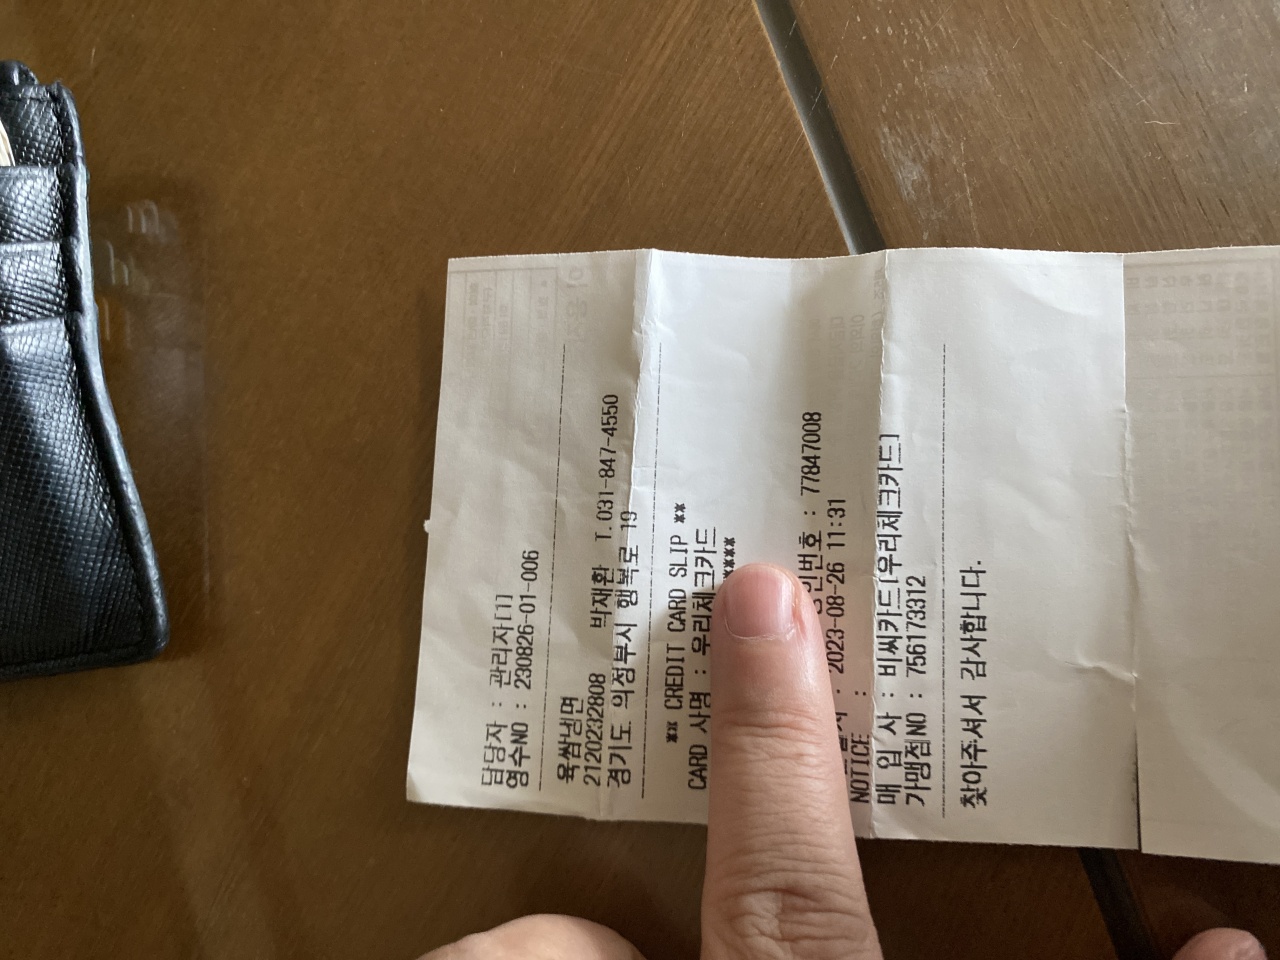 담당자 : 관리자[1]
영수NO : 230826-01-006
육쌈냉면
2120232808 박재환 T.031-847-4550
경기도 의정부시 행복로 19
** CREDIT CARD SLIP **
CARD 사명 : 우리체크카드
****
승인번호 : 77847008
: 2023-08-26 11:31
NOTICE :
매 입 사 : 비씨카드[우리체크카드]
가맹점NO : 756173312
찾아주셔서 감사합니다.